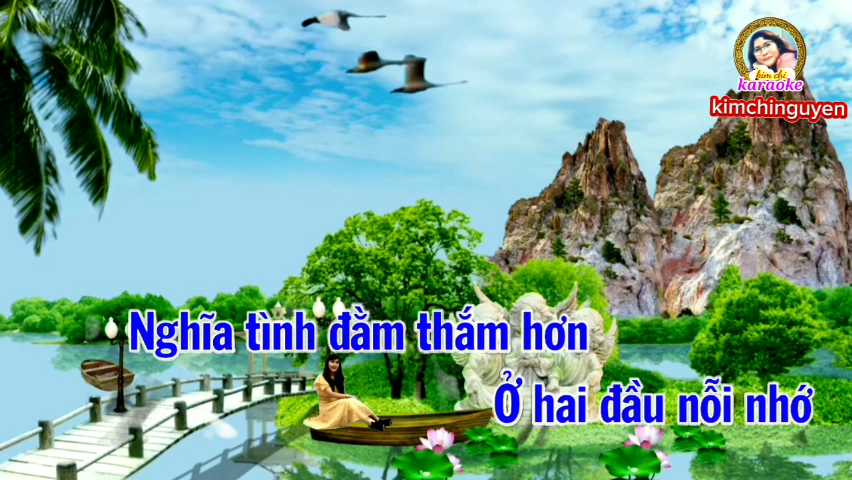 kim chi
karaoke
kimchinguyen
Nghĩa tình đằm thắm hơn
Ở hai đầu nỗi nhớ